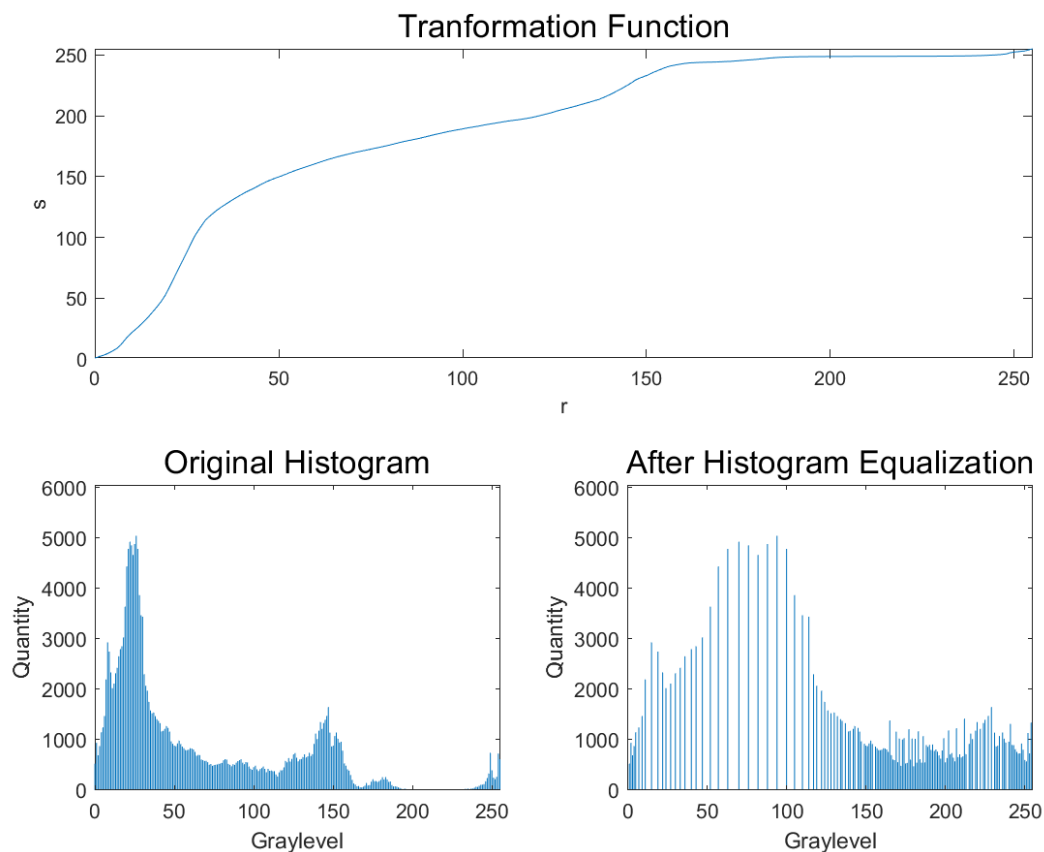 Tranformation Function
250
200
150
100
50
0
s
0 50 100 150 200 250
r
Original Histogram
6000
5000
4000
3000
2000
1000
0
Quantity
0 50 100 150 200 250
Graylevel
After Histogram Equalization
6000
5000
4000
3000
2000
1000
0
Quantity
0 50 100 150 200 250
Graylevel